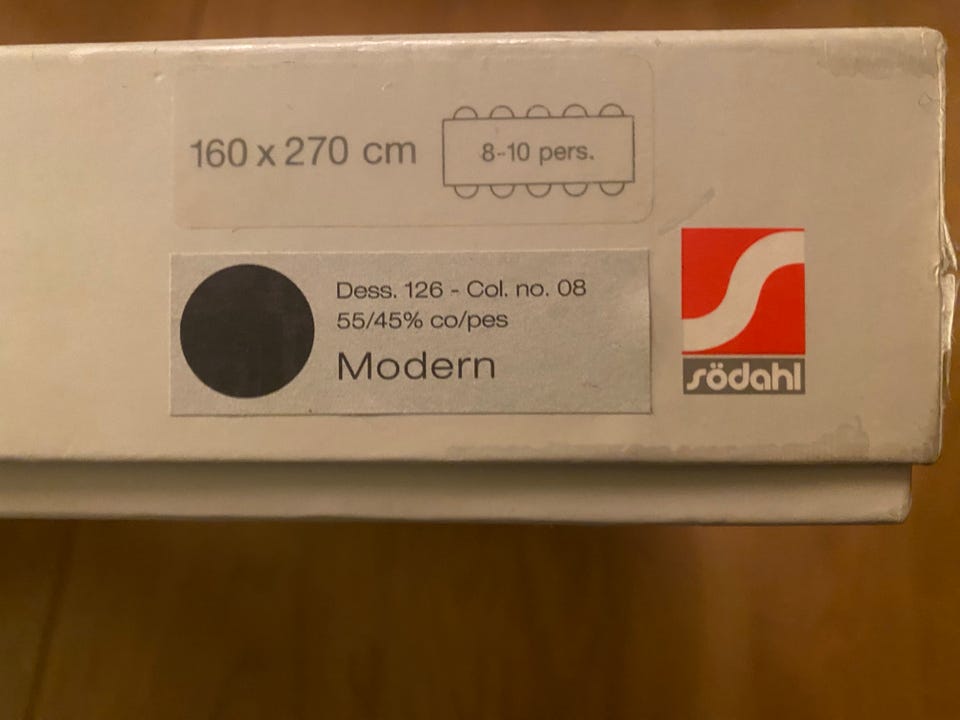 160 x 270 cm
8-10 pers.
Dess. 126 - Col. no. 08
55/45% co/pes
Modern
södahl